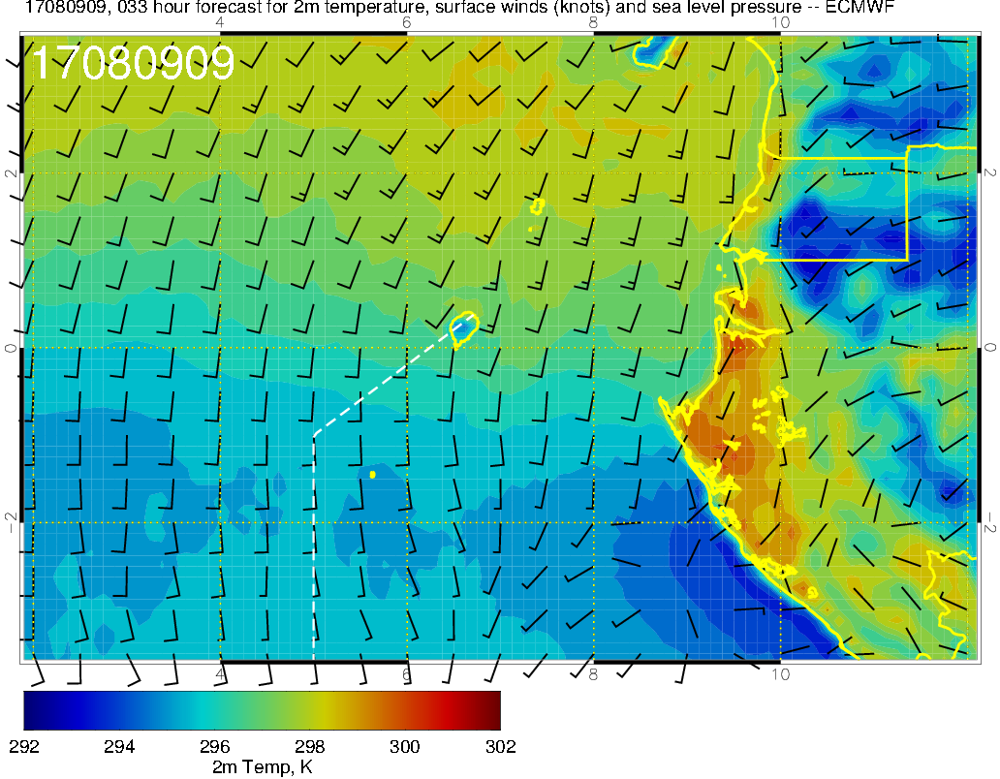 17080909, 033 hour forecast for 2m temperature, surface winds (knots) and sea level pressure -- ECMWF
4 6 8 10
17080909
2 2
0 0
-2 -2
4 6 8 10
292 294 296 298 300 302
2m Temp, K